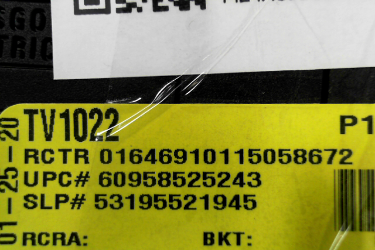 TV1022
P1
RCTR 01646910115058672
UPC# 60958525243
SLP# 53195521945
RCRA: BKT:
01-25-20